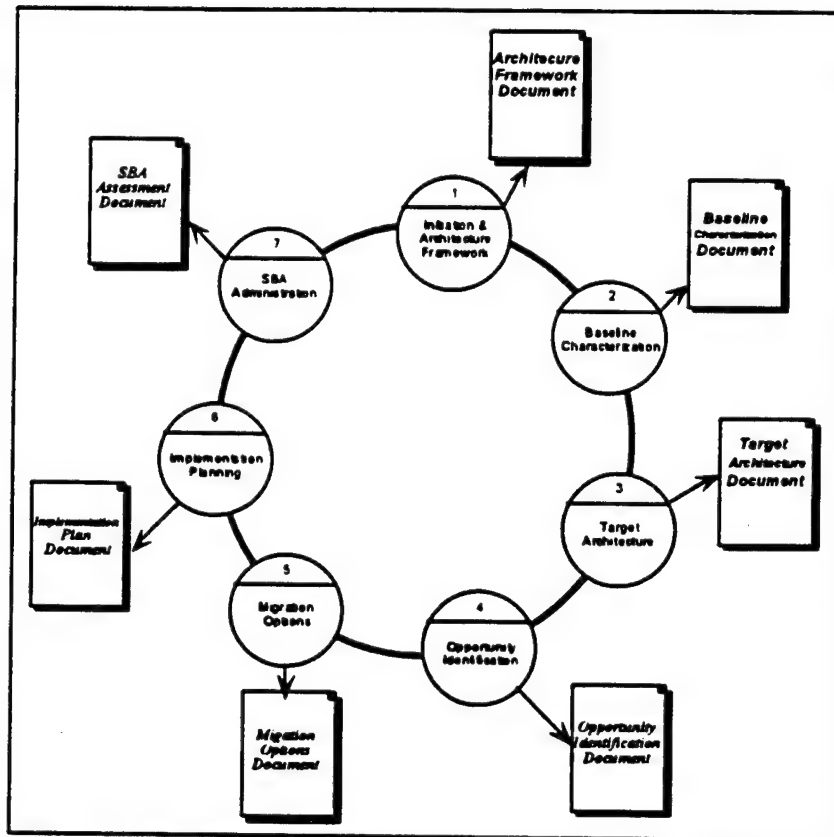 Architecure
Framework
Document
1
Initiation &
Architecture
Framework
SBA
Assessment
Document
7
SBA
Administration
Baseline
Characterization
Document
2
Baseline
Characterization
Target
Architecture
Document
3
Target
Architecture
6
Implementation
Planning
Implementation
Plan
Document
5
Migration
Options
4
Opportunity
Identification
Migration
Options
Document
Opportunity
Identification
Document